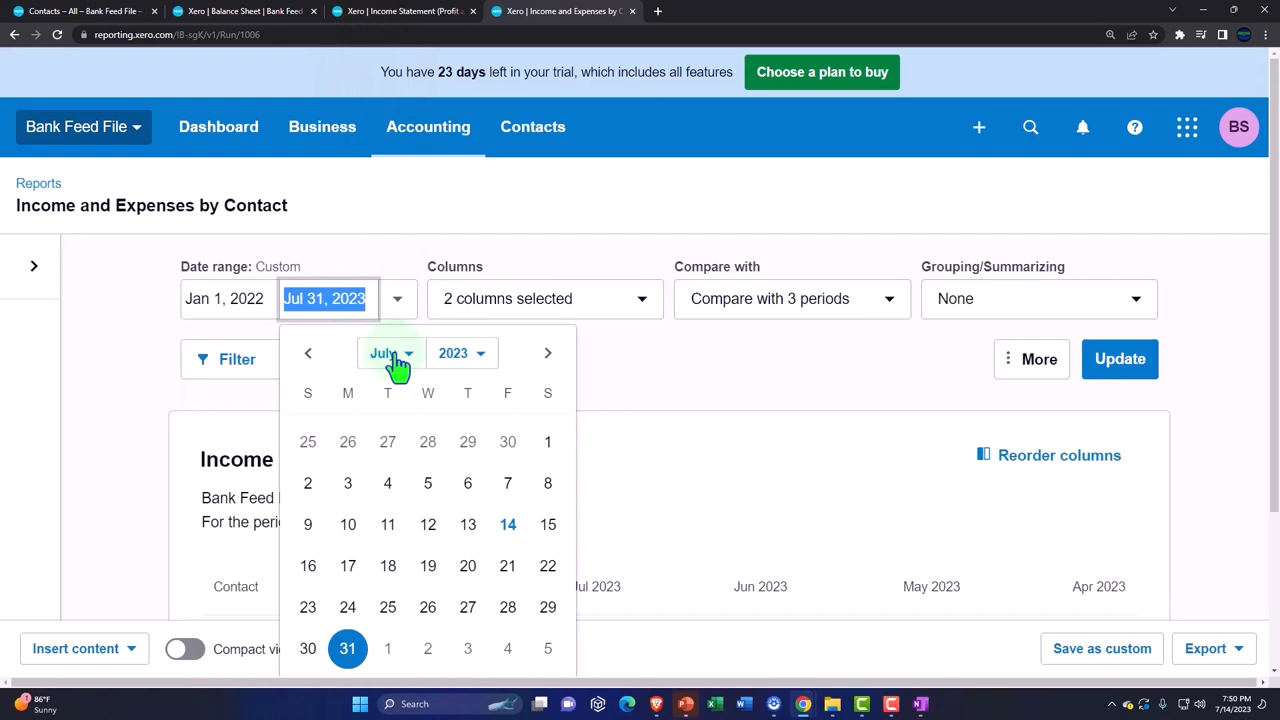 Contacts – All – Bank Feed File
Xero | Balance Sheet | Bank Feed
Xero | Income Statement (Profit a
Xero | Income and Expenses by C
reporting.xero.com/!B-sgK/v1/Run/1006
You have 23 days left in your trial, which includes all features
Choose a plan to buy
Bank Feed File
Dashboard
Business
Accounting
Contacts
BS
Reports
Income and Expenses by Contact
Date range: Custom
Columns
Compare with
Grouping/Summarizing
Jan 1, 2022
Jul 31, 2023
2 columns selected
Compare with 3 periods
None
Filter
July
2023
More
Update
S M T W T F S
25 26 27 28 29 30 1
2 3 4 5 6 7 8
9 10 11 12 13 14 15
16 17 18 19 20 21 22
23 24 25 26 27 28 29
30 31 1 2 3 4 5
Income
Reorder columns
Bank Feed
For the peri
Contact
Jul 2023
Jun 2023
May 2023
Apr 2023
Insert content
Compact vi
Save as custom
Export
86°F
Sunny
Search
7:50 PM
7/14/2023